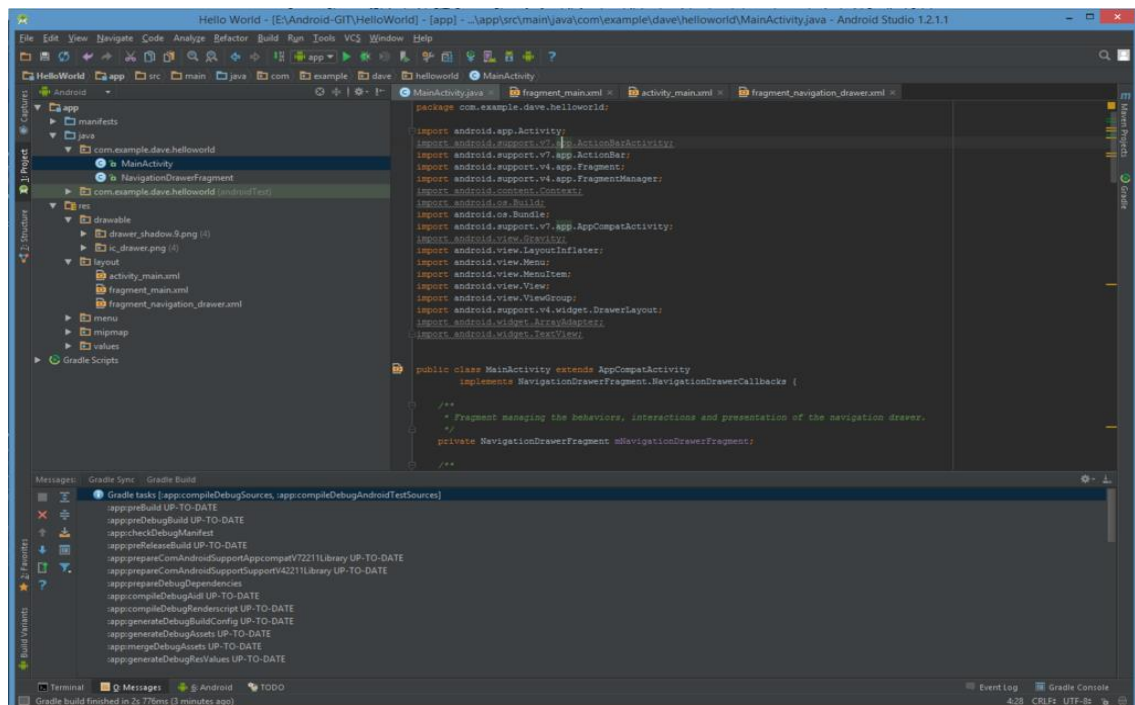 Hello World - [E:\Android-GIT\HelloWorld] - [app] - ...\app\src\main\java\com\example\dave\helloworld\MainActivity.java - Android Studio 1.2.1.1
File Edit View Navigate Code Analyze Refactor Build Run Tools VCS Window Help
app
HelloWorld app src main java com example dave helloworld MainActivity
Android
MainActivity.java fragment_main.xml activity_main.xml fragment_navigation_drawer.xml
Captures
1: Project
2: Structure
2: Favorites
Build Variants
app
manifests
java
com.example.dave.helloworld
MainActivity
NavigationDrawerFragment
com.example.dave.helloworld (androidTest)
res
drawable
drawer_shadow.9.png (4)
ic_drawer.png (4)
layout
activity_main.xml
fragment_main.xml
fragment_navigation_drawer.xml
menu
mipmap
values
Gradle Scripts
package com.example.dave.helloworld;
import android.app.Activity;
import android.support.v7.app.ActionBarActivity;
import android.support.v7.app.ActionBar;
import android.support.v4.app.Fragment;
import android.support.v4.app.FragmentManager;
import android.content.Context;
import android.os.Build;
import android.os.Bundle;
import android.support.v7.app.AppCompatActivity;
import android.view.Gravity;
import android.view.LayoutInflater;
import android.view.Menu;
import android.view.MenuItem;
import android.view.View;
import android.view.ViewGroup;
import android.support.v4.widget.DrawerLayout;
import android.widget.ArrayAdapter;
import android.widget.TextView;
public class MainActivity extends AppCompatActivity
implements NavigationDrawerFragment.NavigationDrawerCallbacks {
/**
* Fragment managing the behaviors, interactions and presentation of the navigation drawer.
*/
private NavigationDrawerFragment mNavigationDrawerFragment;
/**
m
Maven Projects
Gradle
Messages: Gradle Sync Gradle Build
Gradle tasks [:app:compileDebugSources, :app:compileDebugAndroidTestSources]
:app:preBuild UP-TO-DATE
:app:preDebugBuild UP-TO-DATE
:app:checkDebugManifest
:app:preReleaseBuild UP-TO-DATE
:app:prepareComAndroidSupportAppcompatV72211Library UP-TO-DATE
:app:prepareComAndroidSupportSupportV42211Library UP-TO-DATE
:app:prepareDebugDependencies
:app:compileDebugAidl UP-TO-DATE
:app:compileDebugRenderscript UP-TO-DATE
:app:generateDebugBuildConfig UP-TO-DATE
:app:generateDebugAssets UP-TO-DATE
:app:mergeDebugAssets UP-TO-DATE
:app:generateDebugResValues UP-TO-DATE
Terminal 0: Messages 6: Android TODO Event Log Gradle Console
Gradle build finished in 2s 776ms (3 minutes ago) 4:28 CRLF UTF-8